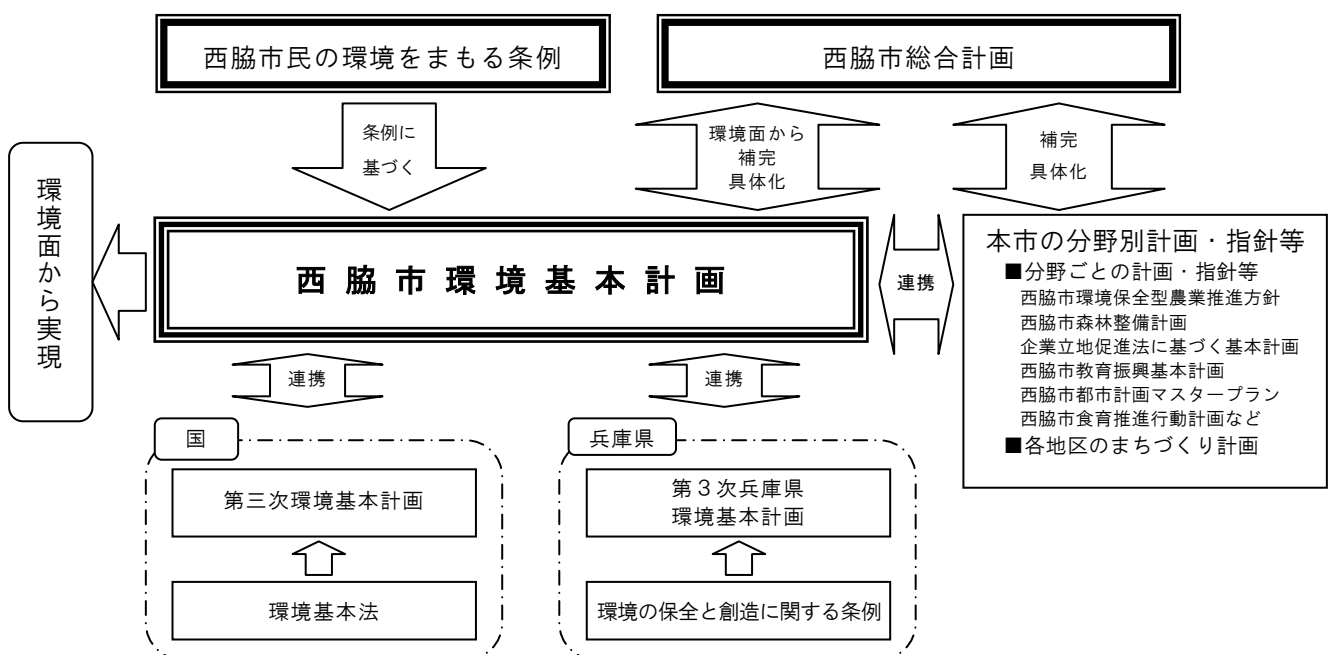 西脇市民の環境をまもる条例
西脇市総合計画
条例に
基づく
環境面から
補完
具体化
補完
具体化
環境面から実現
西脇市環境基本計画
連携
本市の分野別計画・指針等
■分野ごとの計画・指針等
西脇市環境保全型農業推進方針
西脇市森林整備計画
企業立地促進法に基づく基本計画
西脇市教育振興基本計画
西脇市都市計画マスタープラン
西脇市食育推進行動計画など
■各地区のまちづくり計画
連携
連携
国
第三次環境基本計画
環境基本法
兵庫県
第３次兵庫県
環境基本計画
環境の保全と創造に関する条例